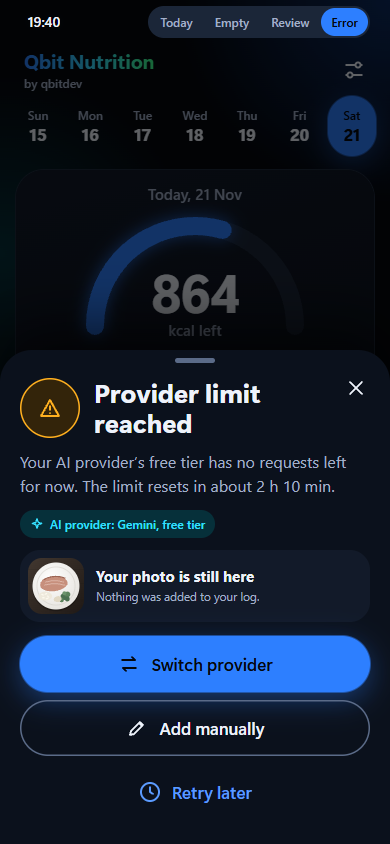 19:40
Today Empty Review Error
Qbit Nutrition
by qbitdev
Sun Mon Tue Wed Thu Fri Sat
15 16 17 18 19 20 21
Today, 21 Nov
864
kcal left
Provider limit
reached
Your AI provider’s free tier has no requests left
for now. The limit resets in about 2 h 10 min.
AI provider: Gemini, free tier
Your photo is still here
Nothing was added to your log.
Switch provider
Add manually
Retry later